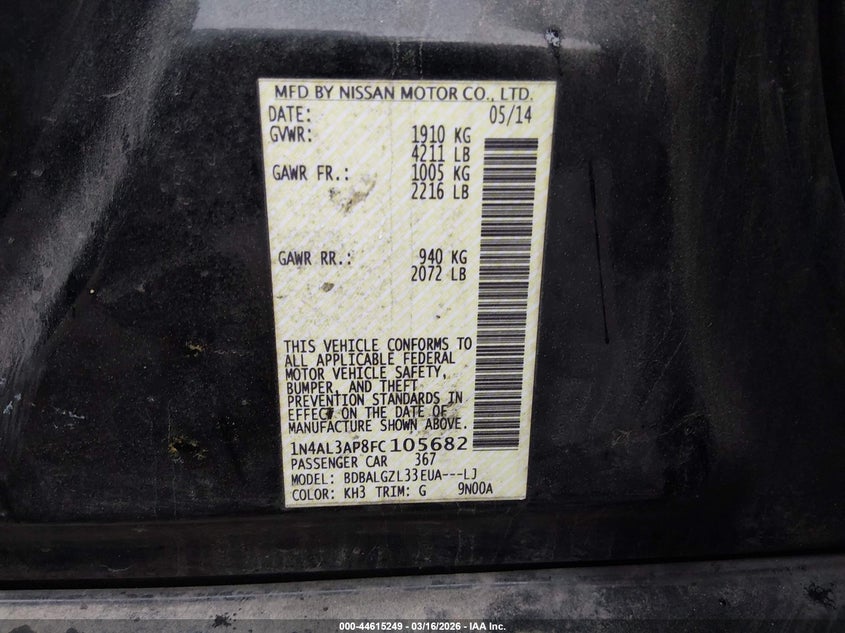 MFD BY NISSAN MOTOR CO., LTD.
DATE: 05/14
GVWR: 1910 KG
4211 LB
GAWR FR.: 1005 KG
2216 LB
GAWR RR.: 940 KG
2072 LB
THIS VEHICLE CONFORMS TO
ALL APPLICABLE FEDERAL
MOTOR VEHICLE SAFETY,
BUMPER, AND THEFT
PREVENTION STANDARDS IN
EFFECT ON THE DATE OF
MANUFACTURE SHOWN ABOVE.
1N4AL3AP8FC105682
PASSENGER CAR 367
MODEL: BDBALGZL33EUA---LJ
COLOR: KH3 TRIM: G 9N00A
000-44615249 - 03/16/2026 - IAA Inc.